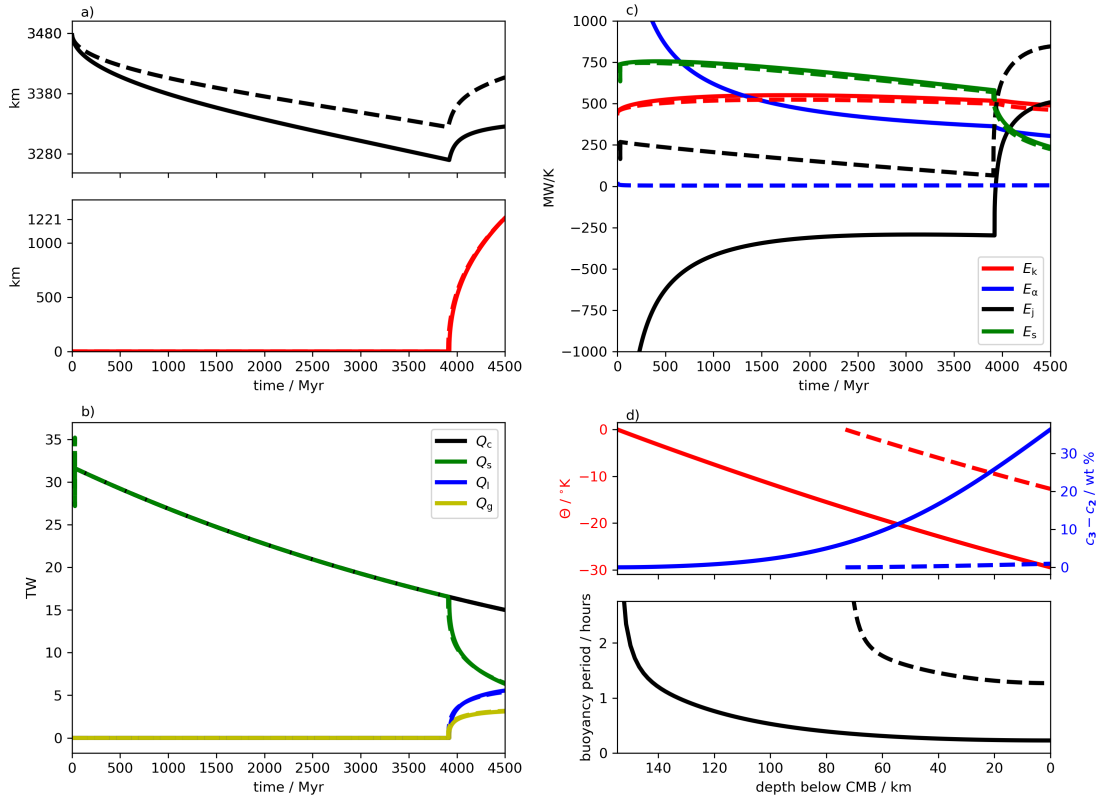 a)
3480
3380
3280
km
1221
1000
500
0
km
0 500 1000 1500 2000 2500 3000 3500 4000 4500
time / Myr
b)
35
30
25
20
15
10
5
0
TW
Qc
Qs
Ql
Qg
0 500 1000 1500 2000 2500 3000 3500 4000 4500
time / Myr
c)
1000
750
500
250
0
−250
−500
−750
−1000
MW/K
Ek
Eα
Ej
Es
0 500 1000 1500 2000 2500 3000 3500 4000 4500
time / Myr
d)
0
−10
−20
−30
Θ / °K
30
20
10
0
c3 − c2 / wt %
2
1
0
buoyancy period / hours
140 120 100 80 60 40 20 0
depth below CMB / km